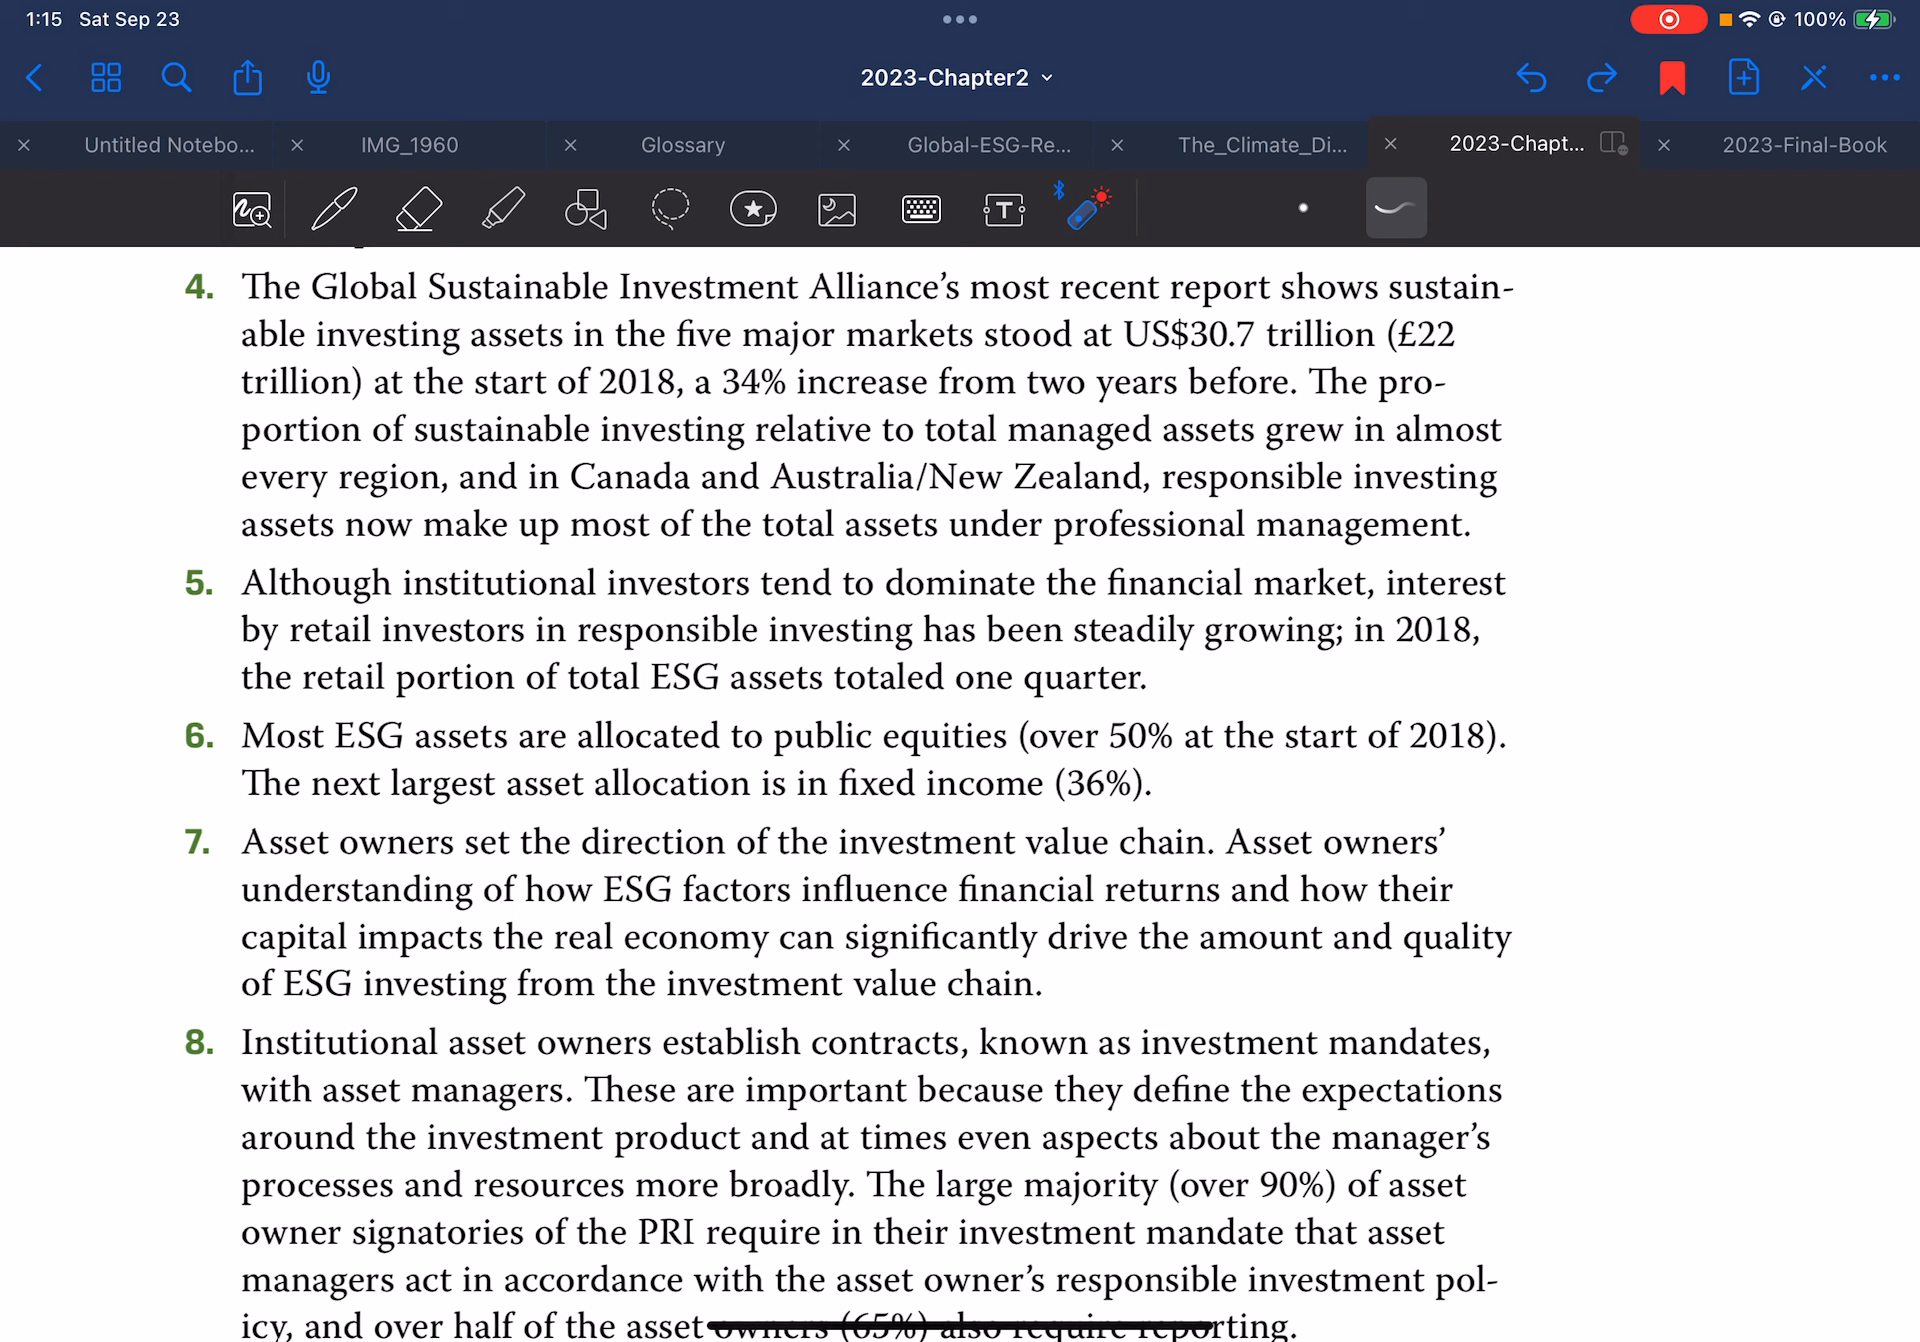 1:15 Sat Sep 23
100%
2023-Chapter2
Untitled Notebo...
IMG_1960
Glossary
Global-ESG-Re...
The_Climate_Di...
2023-Chapt...
2023-Final-Book
4. The Global Sustainable Investment Alliance’s most recent report shows sustain-
able investing assets in the five major markets stood at US$30.7 trillion (£22
trillion) at the start of 2018, a 34% increase from two years before. The pro-
portion of sustainable investing relative to total managed assets grew in almost
every region, and in Canada and Australia/New Zealand, responsible investing
assets now make up most of the total assets under professional management.
5. Although institutional investors tend to dominate the financial market, interest
by retail investors in responsible investing has been steadily growing; in 2018,
the retail portion of total ESG assets totaled one quarter.
6. Most ESG assets are allocated to public equities (over 50% at the start of 2018).
The next largest asset allocation is in fixed income (36%).
7. Asset owners set the direction of the investment value chain. Asset owners’
understanding of how ESG factors influence financial returns and how their
capital impacts the real economy can significantly drive the amount and quality
of ESG investing from the investment value chain.
8. Institutional asset owners establish contracts, known as investment mandates,
with asset managers. These are important because they define the expectations
around the investment product and at times even aspects about the manager’s
processes and resources more broadly. The large majority (over 90%) of asset
owner signatories of the PRI require in their investment mandate that asset
managers act in accordance with the asset owner’s responsible investment pol-
icy, and over half of the asset owners (65%) also require reporting.